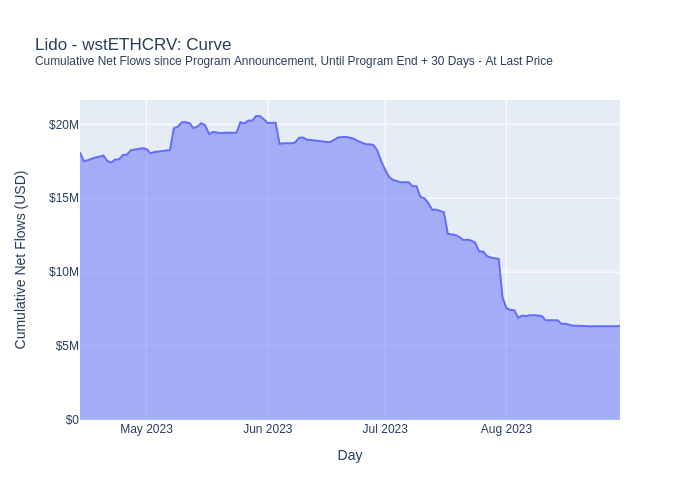 Lido - wstETHCRV: Curve
Cumulative Net Flows since Program Announcement, Until Program End + 30 Days - At Last Price
Cumulative Net Flows (USD)
$20M
$15M
$10M
$5M
$0
May 2023
Jun 2023
Jul 2023
Aug 2023
Day